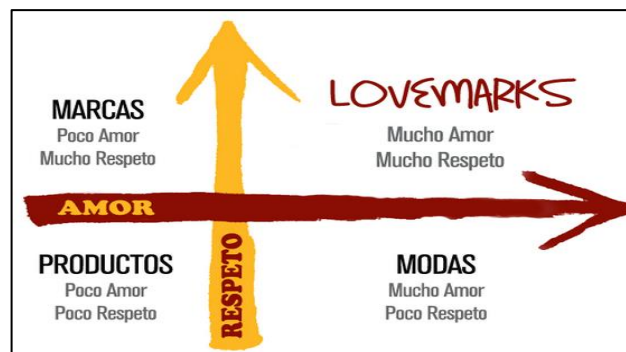 MARCAS
Poco Amor
Mucho Respeto
LOVEMARKS
Mucho Amor
Mucho Respeto
AMOR
RESPETO
PRODUCTOS
Poco Amor
Poco Respeto
MODAS
Mucho Amor
Poco Respeto